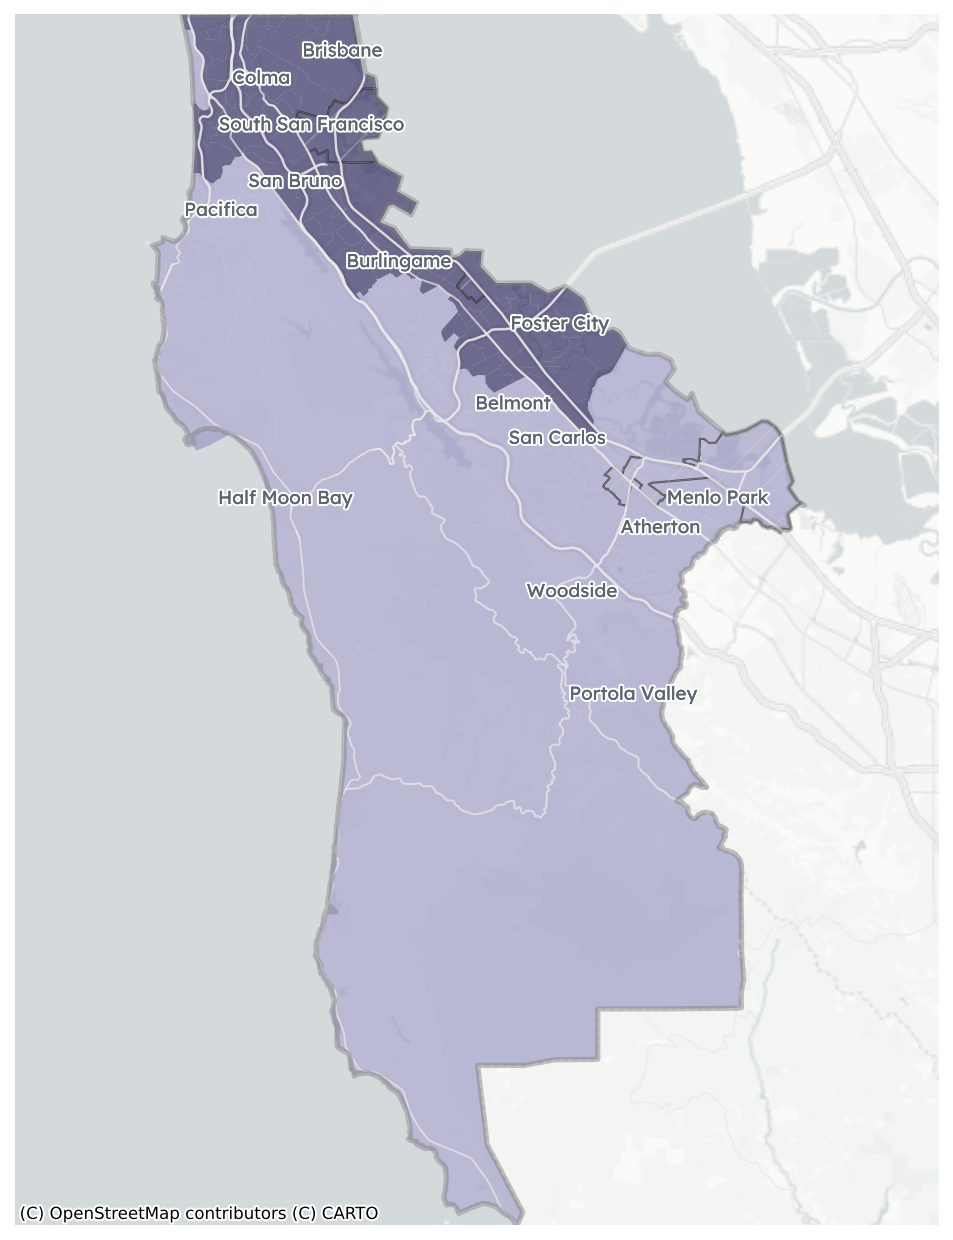 Brisbane
Colma
South San Francisco
San Bruno
Pacifica
Burlingame
Foster City
Belmont
San Carlos
Half Moon Bay
Menlo Park
Atherton
Woodside
Portola Valley
(C) OpenStreetMap contributors (C) CARTO